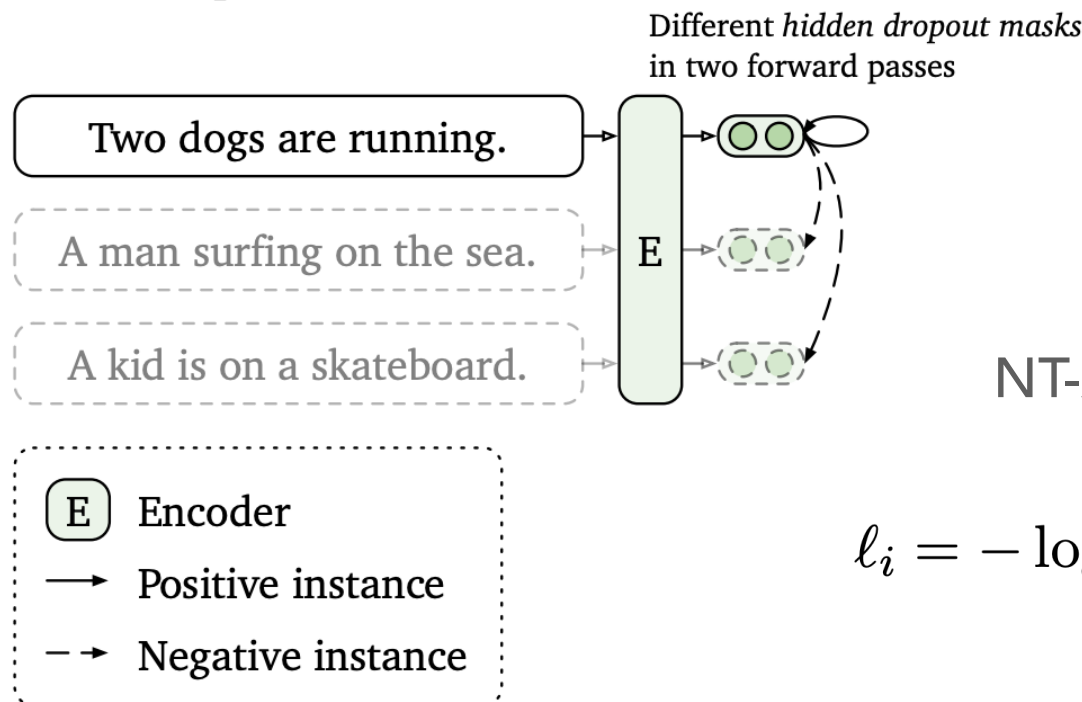 Different hidden dropout masks
in two forward passes
Two dogs are running.
A man surfing on the sea.
E
A kid is on a skateboard.
NT-
E Encoder
Positive instance
Negative instance
ℓᵢ = − lo